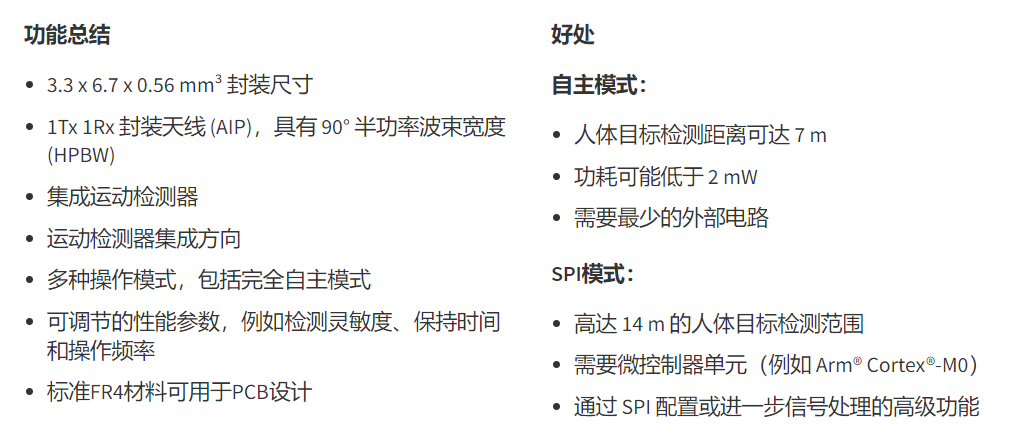 功能总结
3.3 x 6.7 x 0.56 mm³ 封装尺寸
1Tx 1Rx 封装天线 (AIP)，具有 90° 半功率波束宽度
(HPBW)
集成运动检测器
运动检测器集成方向
多种操作模式，包括完全自主模式
可调节的性能参数，例如检测灵敏度、保持时间
和操作频率
标准FR4材料可用于PCB设计
好处
自主模式：
人体目标检测距离可达 7 m
功耗可能低于 2 mW
需要最少的外部电路
SPI模式：
高达 14 m 的人体目标检测范围
需要微控制器单元（例如 Arm® Cortex®-M0）
通过 SPI 配置或进一步信号处理的高级功能